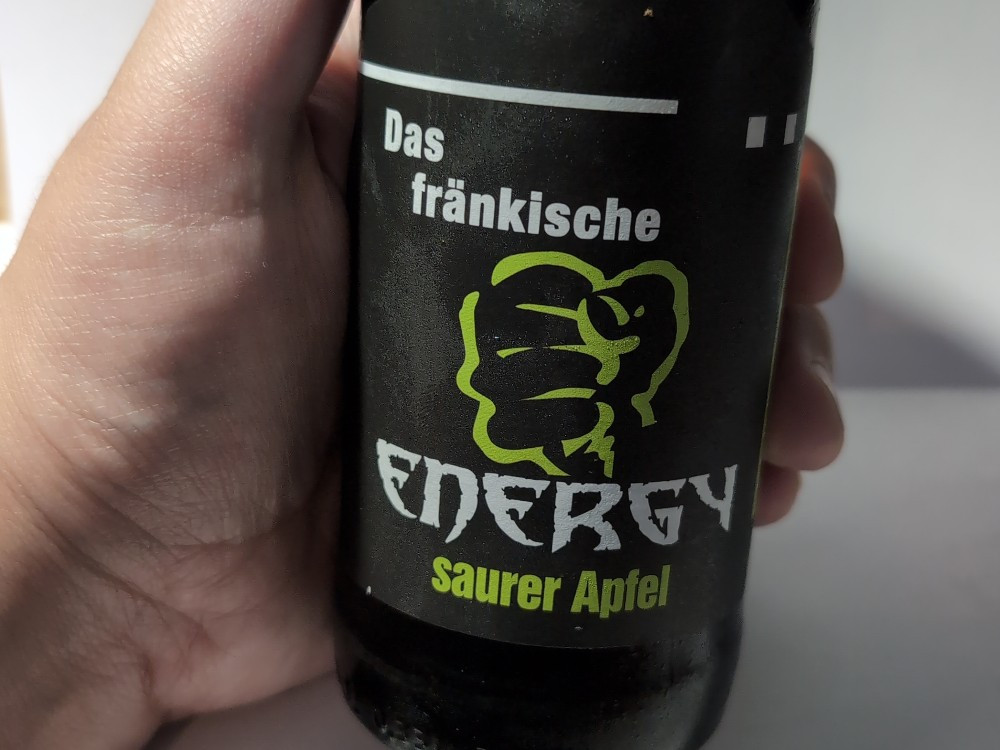 Das
fränkische
ENERGY
saurer Apfel